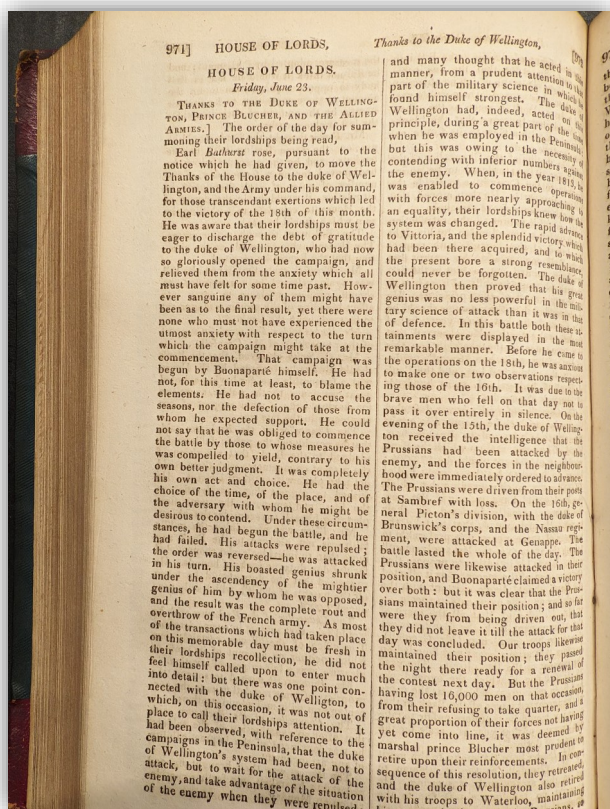 971] HOUSE OF LORDS,
Thanks to the Duke of Wellington,
HOUSE OF LORDS.
Friday, June 23.
THANKS TO THE DUKE OF WELLING-
TON, PRINCE BLUCHER, AND THE ALLIED
ARMIES.] The order of the day for sum-
moning their lordships being read,
Earl Bathurst rose, pursuant to the
notice which he had given, to move the
Thanks of the House to the duke of Wel-
lington, and the Army under his command,
for those transcendant exertions which led
to the victory of the 18th of this month.
He was aware that their lordships must be
eager to discharge the debt of gratitude
to the duke of Wellington, who had now
so gloriously opened the campaign, and
relieved them from the anxiety which all
must have felt for some time past. How-
ever sanguine any of them might have
been as to the final result, yet there were
none who must not have experienced the
utmost anxiety with respect to the turn
which the campaign might take at the
commencement. That campaign was
begun by Buonaparté himself. He had
not, for this time at least, to blame the
elements. He had not to accuse the
seasons, nor the defection of those from
whom he expected support. He could
not say that he was obliged to commence
the battle by those to whose measures he
was compelled to yield, contrary to his
own better judgment. It was completely
his own act and choice. He had the
choice of the time, of the place, and of
the adversary with whom he might be
desirous to contend. Under these circum-
stances, he had begun the battle, and he
had failed. His attacks were repulsed;
the order was reversed—he was attacked
in his turn. His boasted genius shrunk
under the ascendency of the mightier
genius of him by whom he was opposed,
and the result was the complete rout and
overthrow of the French army. As most
of the transactions which had taken place
on this memorable day must be fresh in
their lordships recollection, he did not
feel himself called upon to enter much
into detail: but there was one point con-
nected with the duke of Wellington, to
which, on this occasion, it was not out of
place to call their lordships attention. It
had been observed, with reference to the
campaigns in the Peninsula, that the duke
of Wellington's system had been, not to
attack, but to wait for the attack of the
enemy, and take advantage of the situation
of the enemy when they were repulsed
and many thought that he acted in this
manner, from a prudent attention to the
part of the military science in which he
found himself strongest. The duke of
Wellington had, indeed, acted on this
principle, during a great part of the time
when he was employed in the Peninsula
but this was owing to the necessity of
contending with inferior numbers against
the enemy. When, in the year 1813, he
was enabled to commence operations
with forces more nearly approaching to
an equality, their lordships knew how the
system was changed. The rapid advance
to Vittoria, and the splendid victory which
had been there acquired, and to which
the present bore a strong resemblance,
could never be forgotten. The duke of
Wellington then proved that his great
genius was no less powerful in the mili-
tary science of attack than it was in that
of defence. In this battle both these at-
tainments were displayed in the most
remarkable manner. Before he came to
the operations on the 18th, he was anxious
to make one or two observations respect-
ing those of the 16th. It was due to the
brave men who fell on that day not to
pass it over entirely in silence. On the
evening of the 15th, the duke of Welling-
ton received the intelligence that the
Prussians had been attacked by the
enemy, and the forces in the neighbour-
hood were immediately ordered to advance.
The Prussians were driven from their posts
at Sambref with loss. On the 16th, ge-
neral Picton's division, with the duke of
Brunswick's corps, and the Nassau regi-
ment, were attacked at Genappe. The
battle lasted the whole of the day. The
Prussians were likewise attacked in their
position, and Buonaparté claimed a victory
over both: but it was clear that the Prus-
sians maintained their position; and so far
were they from being driven out, that
they did not leave it till the attack for that
day was concluded. Our troops likewise
maintained their position; they passed
the night there ready for a renewal of
the contest next day. But the Prussians
having lost 16,000 men on that occasion,
from their refusing to take quarter, and a
great proportion of their forces not having
yet come into line, it was deemed by
marshal prince Blucher most prudent to
retire upon their reinforcements. In con-
sequence of this resolution, they retreated,
and the duke of Wellington also retired
with his troops to Waterloo, maintaining